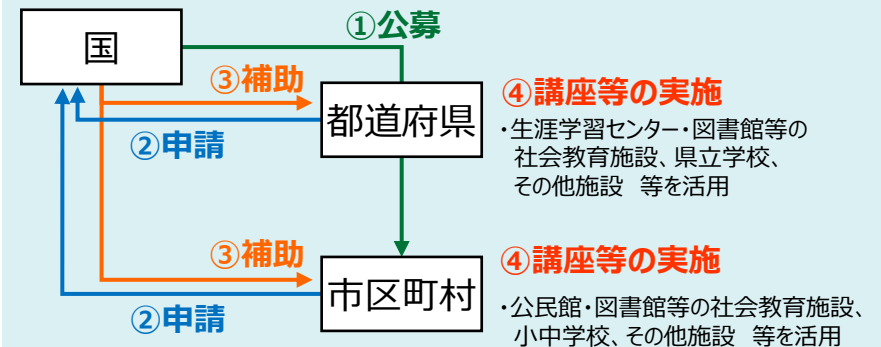 ①公募
国
③補助
②申請
都道府県
④講座等の実施
・生涯学習センター・図書館等の
社会教育施設、県立学校、
その他施設　等を活用
③補助
②申請
市区町村
④講座等の実施
・公民館・図書館等の社会教育施設、
小中学校、その他施設　等を活用